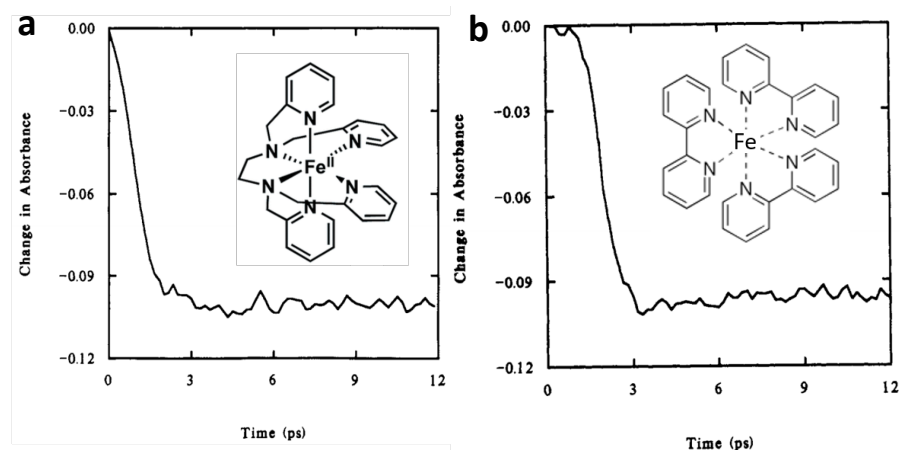 a
0.00
-0.03
-0.06
-0.09
-0.12
Change in Absorbance
0 3 6 9 12
Time (ps)
N
N
N
Fe^II
N
N
N
b
0.00
-0.03
-0.06
-0.09
-0.12
Change in Absorbance
0 3 6 9 12
Time (ps)
N
N
N
Fe
N
N
N